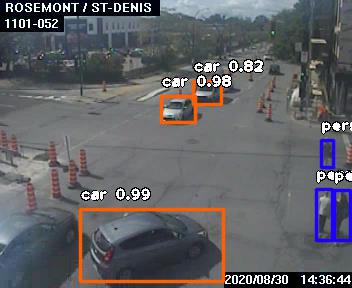 ROSEMONT / ST-DENIS
1101-052
car 0.82
car 0.98
pers
pe pe
car 0.99
2020/08/30 14:36:44